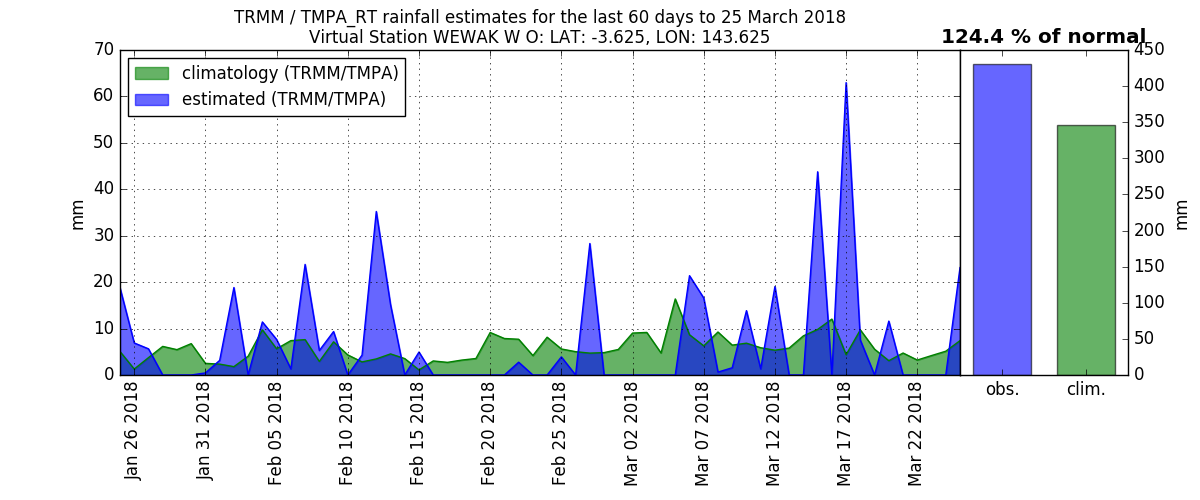 TRMM / TMPA_RT rainfall estimates for the last 60 days to 25 March 2018
Virtual Station WEWAK W O: LAT: -3.625, LON: 143.625
124.4 % of normal
climatology (TRMM/TMPA)
estimated (TRMM/TMPA)
mm
70
60
50
40
30
20
10
0
Jan 26 2018
Jan 31 2018
Feb 05 2018
Feb 10 2018
Feb 15 2018
Feb 20 2018
Feb 25 2018
Mar 02 2018
Mar 07 2018
Mar 12 2018
Mar 17 2018
Mar 22 2018
450
400
350
300
250
200
150
100
50
0
mm
obs.
clim.